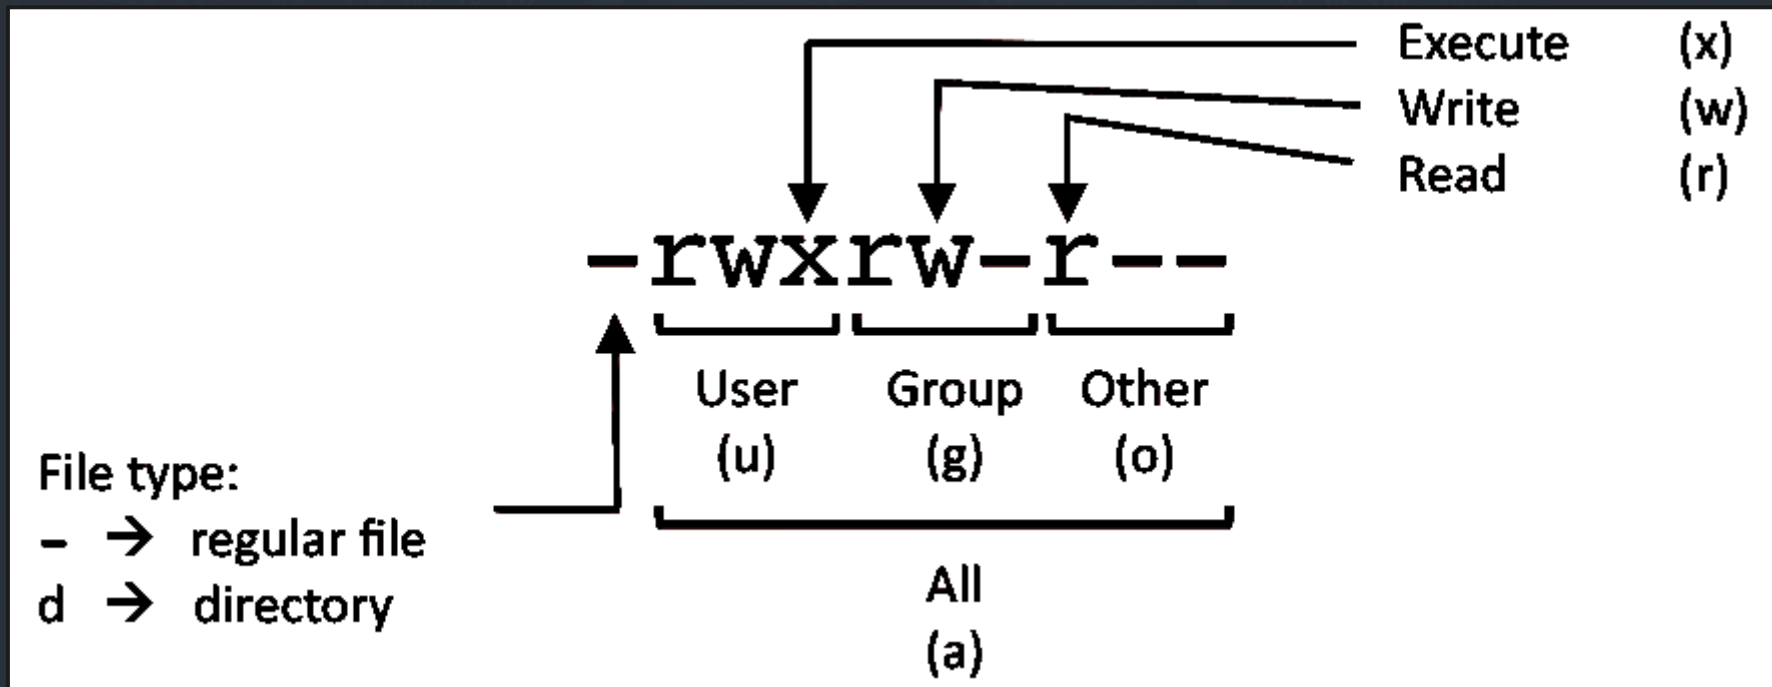 Execute (x)
Write (w)
Read (r)
-rwxrw-r--
User Group Other
(u) (g) (o)
File type:
- → regular file
d → directory
All
(a)